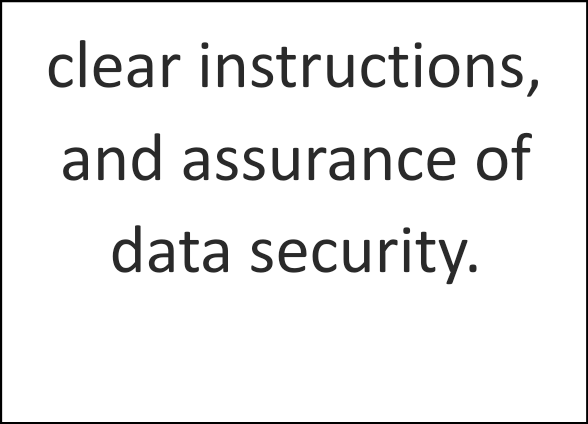 clear instructions,
and assurance of
data security.